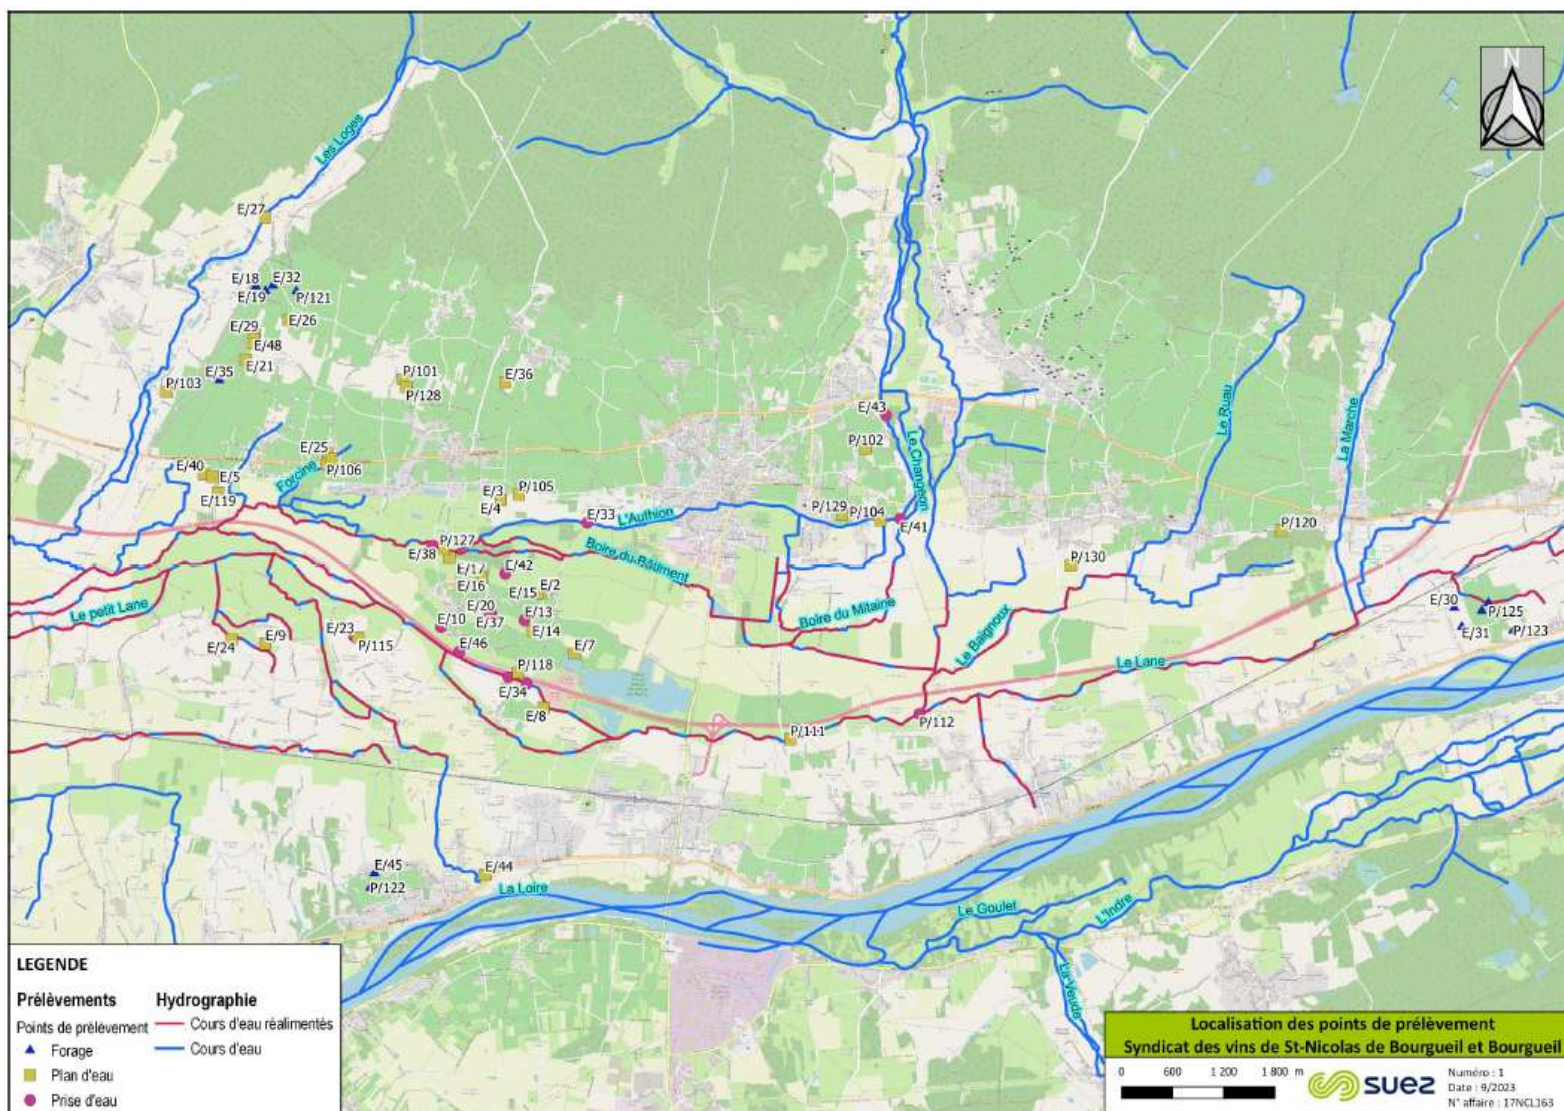 N
Les Loges
E/27
E/18
E/32
E/19
P/121
E/26
E/29
E/48
E/21
E/35
P/103
P/101
P/128
E/36
E/43
P/102
Le Changeon
Le Ruau
La Marche
E/25
P/106
Forcine
E/40
E/5
E/119
E/3
P/105
E/4
E/33
L'Authion
P/129
P/104
E/41
P/120
P/127
E/38
Boire du Bâtiment
P/130
E/17
E/42
E/16
E/15
E/2
Le petit Lane
E/20
E/13
Boire du Mitaine
E/30
P/125
E/37
E/10
E/14
E/31
P/123
E/23
P/115
E/9
E/24
E/46
E/7
Le Baignoux
Le Lane
P/118
E/34
E/8
P/112
P/111
E/45
P/122
E/44
La Loire
Le Goulet
L'Indre
La Veude
LEGENDE
Prélèvements Hydrographie
Points de prélèvement Cours d'eau réalimentés
Forage Cours d'eau
Plan d'eau
Prise d'eau
Localisation des points de prélèvement
Syndicat des vins de St-Nicolas de Bourgueil et Bourgueil
0 600 1 200 1 800 m
suez
Numéro : 1
Date : 9/2023
N° affaire : 17NCL163